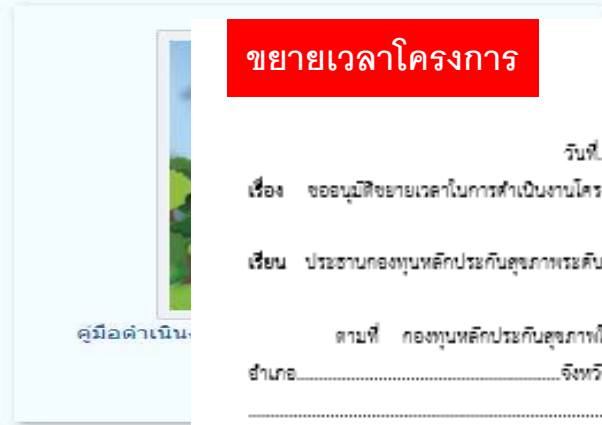 ขยายเวลาโครงการ
วันที่.
เรื่อง ขออนุมัติขยายเวลาในการดำเนินงานโคร
เรียน ประธานกองทุนหลักประกันสุขภาพระดับ
คู่มือดำเนิน
ตามที่ กองทุนหลักประกันสุขภาพ
อำเภอ..............................................จังหวั
..............................................................